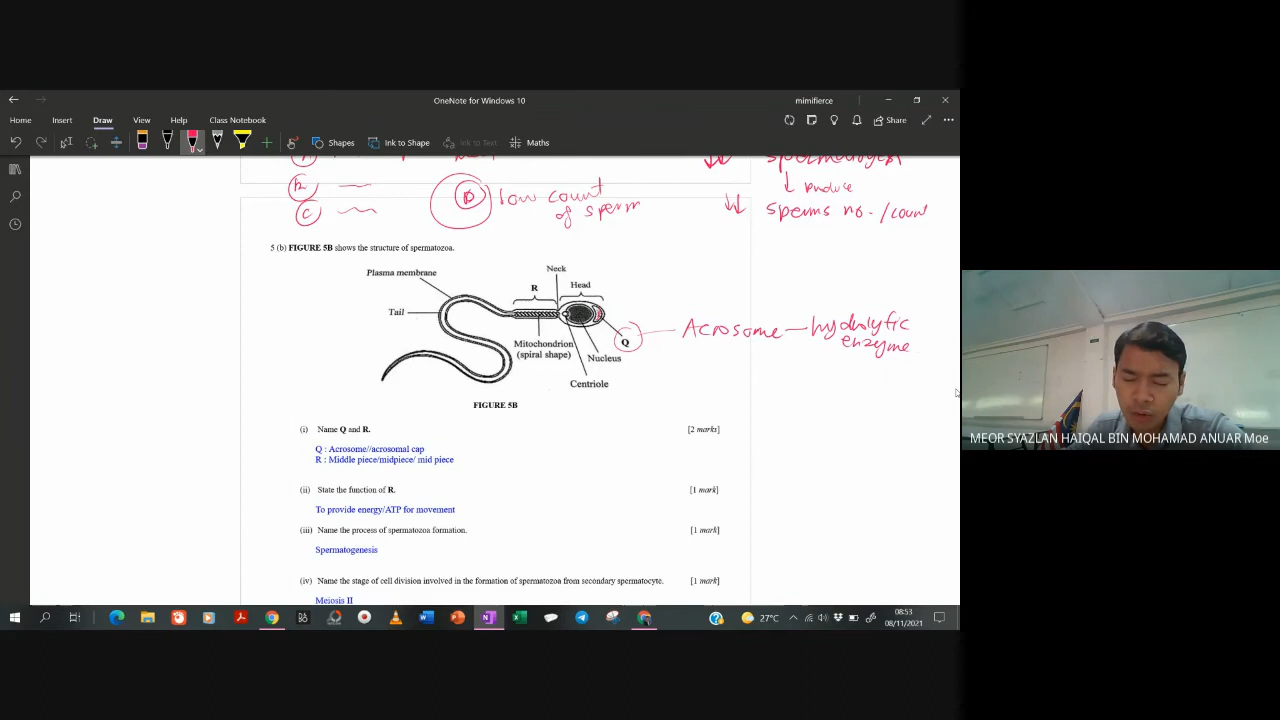 OneNote for Windows 10
mimifierce
Home Insert Draw View Help Class Notebook
Share
Shapes Ink to Shape Ink to Text Maths
A
B
C
D low count
of sperm
spermatocyst
↓ produce
sperms no. / count
5 (b) FIGURE 5B shows the structure of spermatozoa.
Plasma membrane
Neck
R
Head
Tail
Mitochondrion
(spiral shape)
Q
Nucleus
Centriole
Acrosome — hydrolytic
enzyme
FIGURE 5B
(i) Name Q and R. [2 marks]
Q : Acrosome//acrosomal cap
R : Middle piece/midpiece/ mid piece
(ii) State the function of R. [1 mark]
To provide energy/ATP for movement
(iii) Name the process of spermatozoa formation. [1 mark]
Spermatogenesis
(iv) Name the stage of cell division involved in the formation of spermatozoa from secondary spermatocyte. [1 mark]
Meiosis II
MEOR SYAZLAN HAIQAL BIN MOHAMAD ANUAR Moe
27°C
08:53
08/11/2021